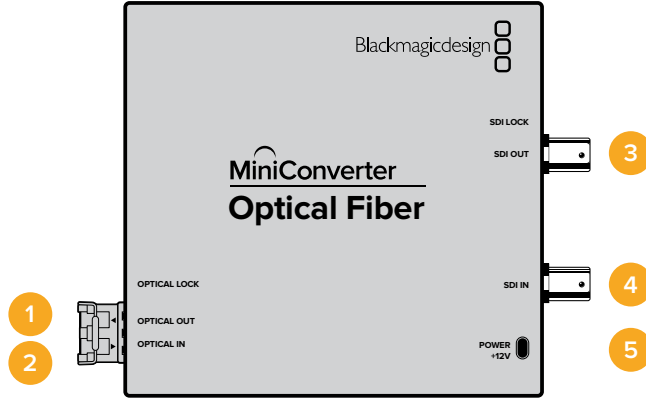 Blackmagicdesign
SDI LOCK
SDI OUT
3
MiniConverter
Optical Fiber
OPTICAL LOCK
SDI IN
4
1
OPTICAL OUT
2
OPTICAL IN
POWER
+12V
5